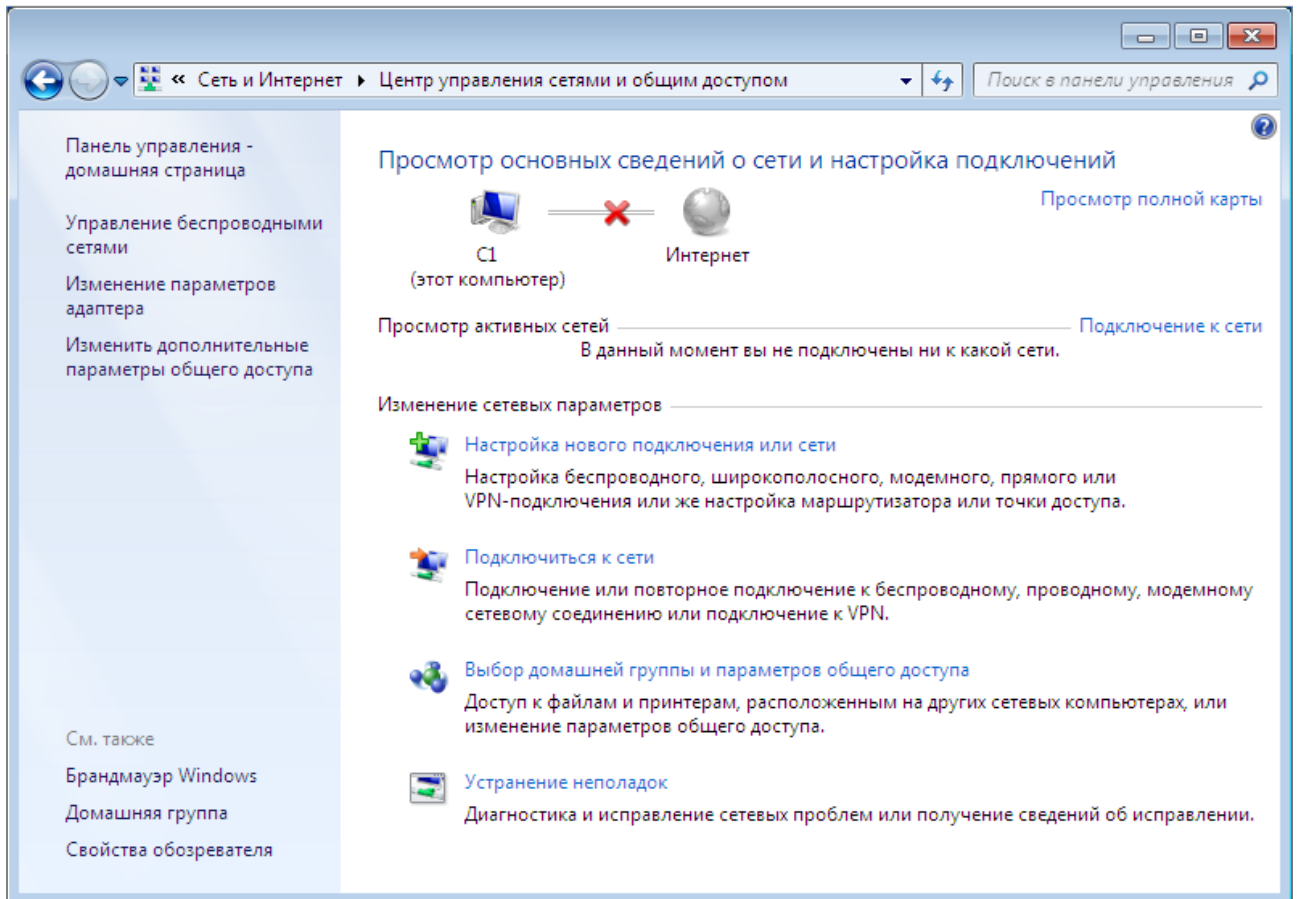 « Сеть и Интернет ▸ Центр управления сетями и общим доступом
Поиск в панели управления
Панель управления -
домашняя страница
Управление беспроводными
сетями
Изменение параметров
адаптера
Изменить дополнительные
параметры общего доступа
См. также
Брандмауэр Windows
Домашняя группа
Свойства обозревателя
Просмотр основных сведений о сети и настройка подключений
Просмотр полной карты
C1
(этот компьютер)
Интернет
Просмотр активных сетей
Подключение к сети
В данный момент вы не подключены ни к какой сети.
Изменение сетевых параметров
Настройка нового подключения или сети
Настройка беспроводного, широкополосного, модемного, прямого или
VPN-подключения или же настройка маршрутизатора или точки доступа.
Подключиться к сети
Подключение или повторное подключение к беспроводному, проводному, модемному
сетевому соединению или подключение к VPN.
Выбор домашней группы и параметров общего доступа
Доступ к файлам и принтерам, расположенным на других сетевых компьютерах, или
изменение параметров общего доступа.
Устранение неполадок
Диагностика и исправление сетевых проблем или получение сведений об исправлении.